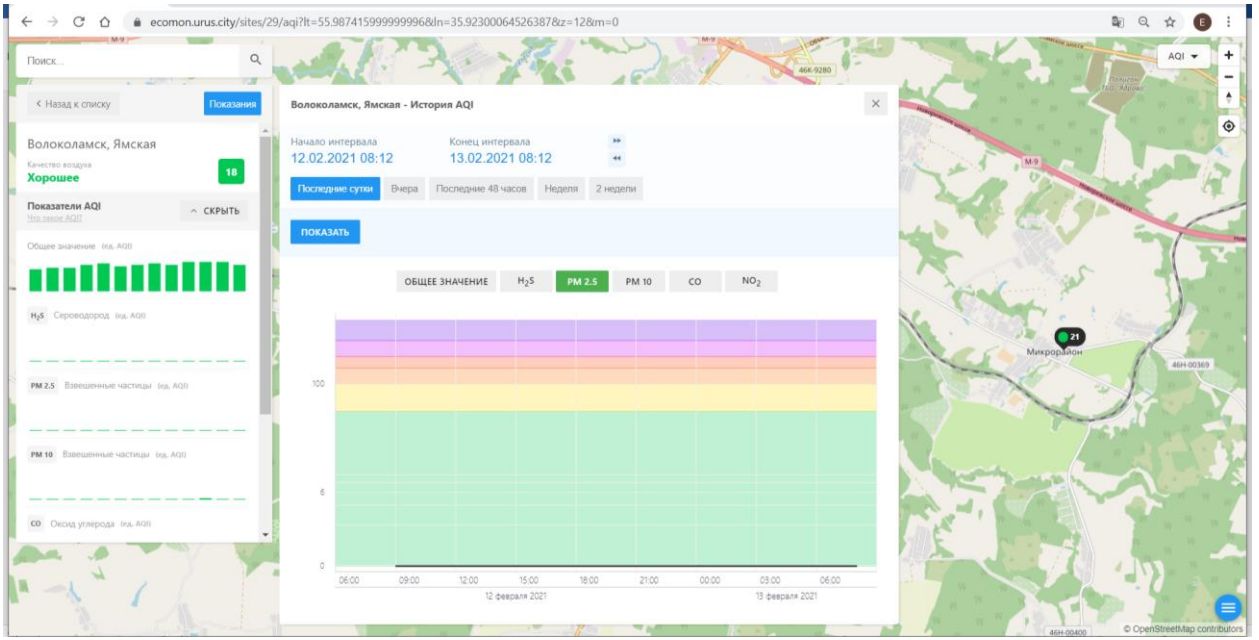 ecomon.urus.city/sites/29/aqi?lt=55.987415999999996&ln=35.92300064526387&z=12&m=0
E
М-9
М-9
46К-9280
Поиск...
AQI
Назад к списку
Показания
Волоколамск, Ямская - История AQI
Волоколамск, Ямская
Качество воздуха
Хорошее
18
Начало интервала
Конец интервала
12.02.2021 08:12
13.02.2021 08:12
М-9
Последние сутки
Вчера
Последние 48 часов
Неделя
2 недели
Показатели AQI
Что такое AQI?
СКРЫТЬ
ПОКАЗАТЬ
Общее значение (ед. AQI)
ОБЩЕЕ ЗНАЧЕНИЕ
H2S
PM 2.5
PM 10
CO
NO2
H2S Сероводород (ед. AQI)
21
Микрорайон
46Н-00369
PM 2.5 Взвешенные частицы (ед. AQI)
100
PM 10 Взвешенные частицы (ед. AQI)
6
CO Оксид углерода (ед. AQI)
0
06:00
09:00
12:00
15:00
18:00
21:00
00:00
03:00
06:00
12 февраля 2021
13 февраля 2021
46Н-00400
© OpenStreetMap contributors